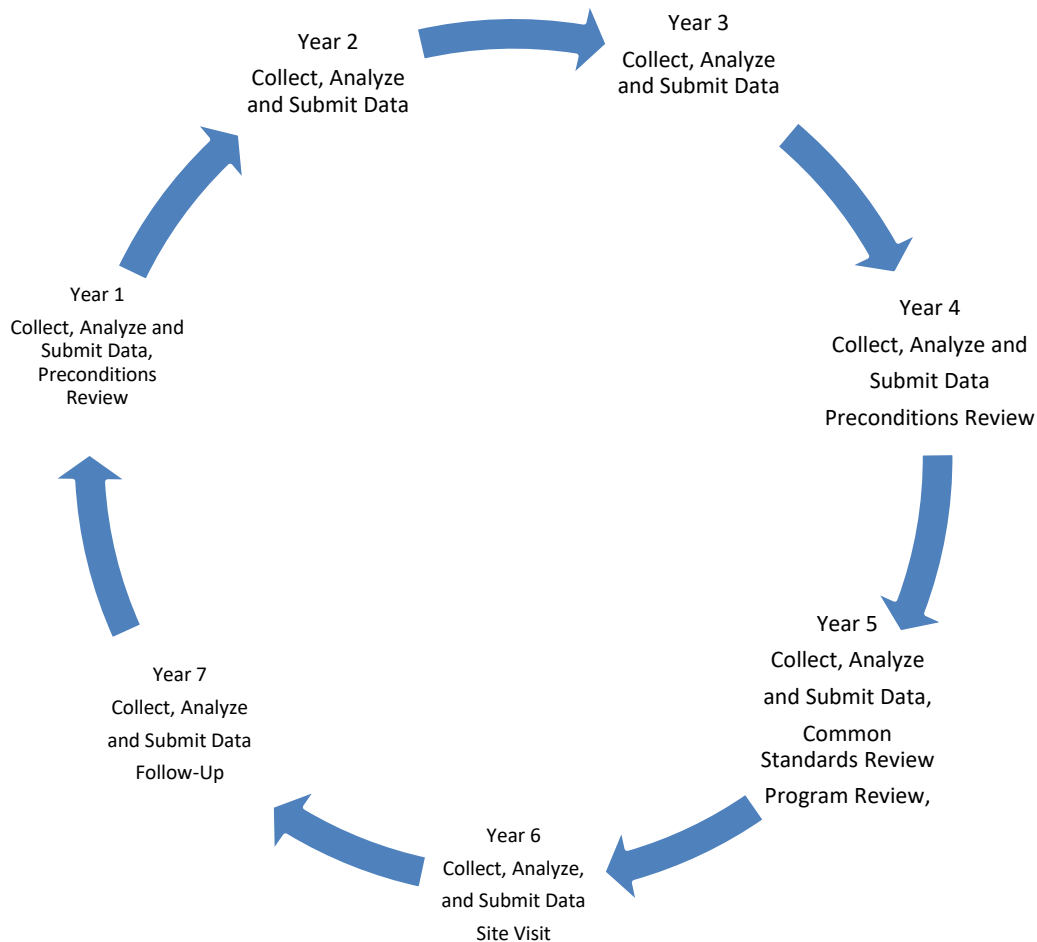 Year 1
Collect, Analyze and
Submit Data,
Preconditions
Review
Year 2
Collect, Analyze
and Submit Data
Year 3
Collect, Analyze
and Submit Data
Year 4
Collect, Analyze and
Submit Data
Preconditions Review
Year 5
Collect, Analyze
and Submit Data,
Common
Standards Review
Program Review,
Year 6
Collect, Analyze,
and Submit Data
Site Visit
Year 7
Collect, Analyze
and Submit Data
Follow-Up